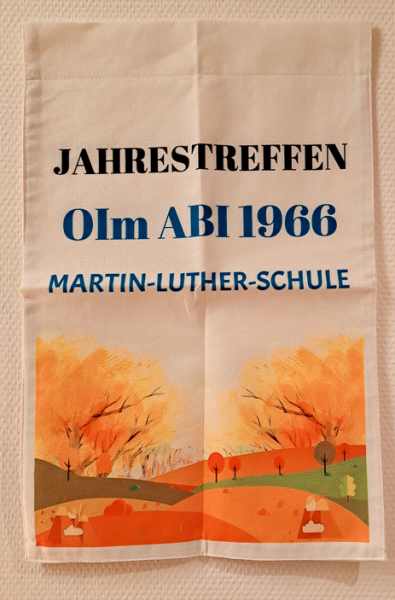 JAHRESTREFFEN
OIm ABI 1966
MARTIN-LUTHER-SCHULE